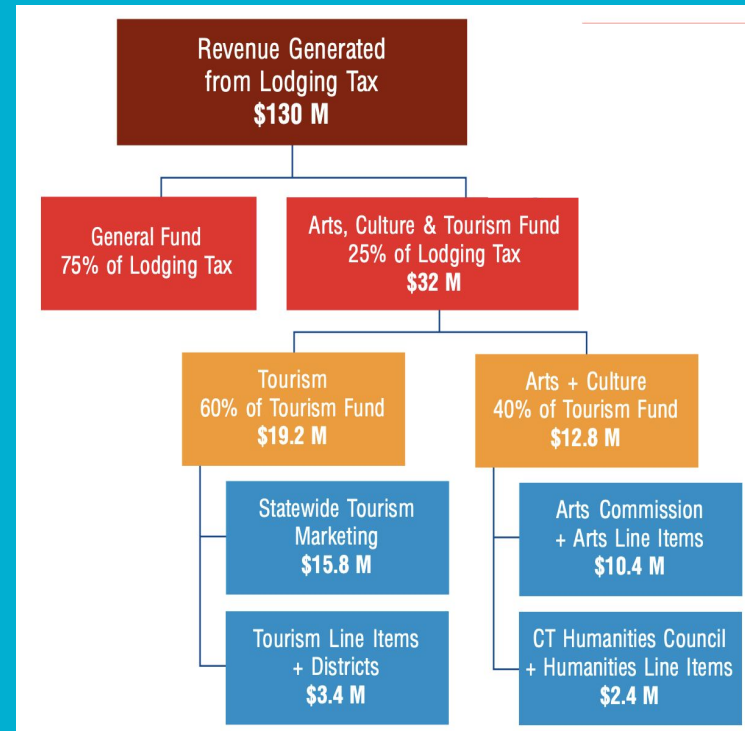 Revenue Generated
from Lodging Tax
$130 M
General Fund
75% of Lodging Tax
Arts, Culture & Tourism Fund
25% of Lodging Tax
$32 M
Tourism
60% of Tourism Fund
$19.2 M
Arts + Culture
40% of Tourism Fund
$12.8 M
Statewide Tourism
Marketing
$15.8 M
Arts Commission
+ Arts Line Items
$10.4 M
Tourism Line Items
+ Districts
$3.4 M
CT Humanities Council
+ Humanities Line Items
$2.4 M